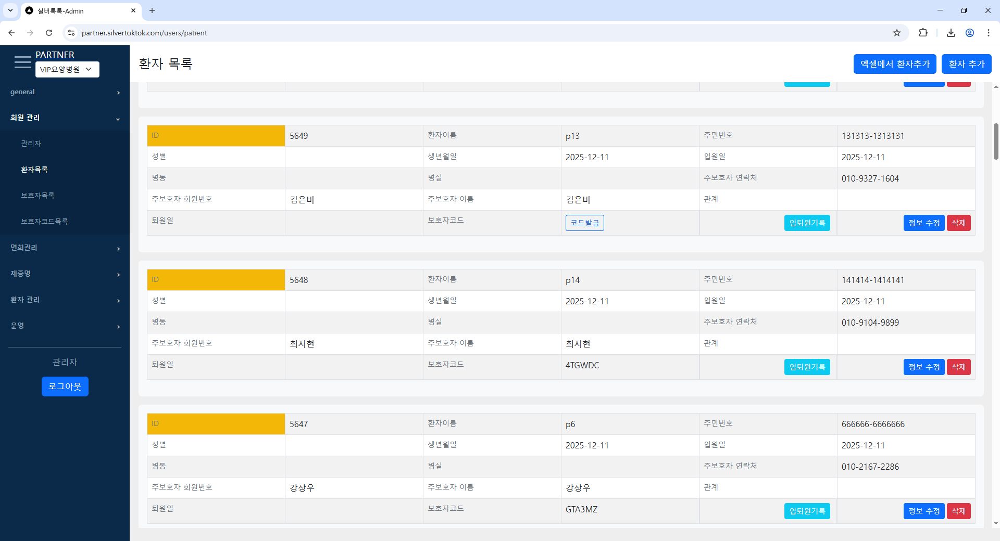 실버톡톡-Admin
partner.silvertoktok.com/users/patient
PARTNER
VIP요양병원
general
회원 관리
관리자
환자목록
보호자목록
보호자코드목록
면회관리
제증명
환자 관리
운영
관리자
로그아웃
환자 목록
엑셀에서 환자추가
환자 추가
ID 5649 환자이름 p13 주민번호 131313-1313131
성별 생년월일 2025-12-11 입원일 2025-12-11
병동 병실 주보호자 연락처 010-9327-1604
주보호자 회원번호 김은비 주보호자 이름 김은비 관계
퇴원일 보호자코드 코드발급 입퇴원기록 정보 수정 삭제
ID 5648 환자이름 p14 주민번호 141414-1414141
성별 생년월일 2025-12-11 입원일 2025-12-11
병동 병실 주보호자 연락처 010-9104-9899
주보호자 회원번호 최지현 주보호자 이름 최지현 관계
퇴원일 보호자코드 4TGWDC 입퇴원기록 정보 수정 삭제
ID 5647 환자이름 p6 주민번호 666666-6666666
성별 생년월일 2025-12-11 입원일 2025-12-11
병동 병실 주보호자 연락처 010-2167-2286
주보호자 회원번호 강상우 주보호자 이름 강상우 관계
퇴원일 보호자코드 GTA3MZ 입퇴원기록 정보 수정 삭제